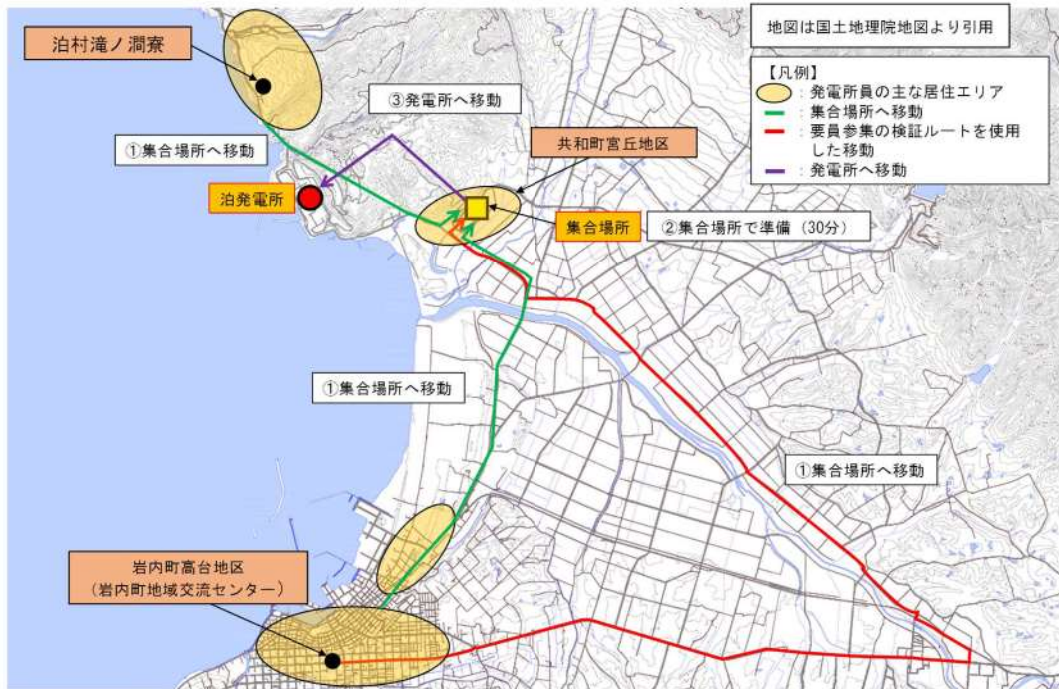 泊村滝ノ澗寮
地図は国土地理院地図より引用
【凡例】
：発電所員の主な居住エリア
：集合場所へ移動
：要員参集の検証ルートを使用
した移動
：発電所へ移動
③発電所へ移動
①集合場所へ移動
共和町宮丘地区
泊発電所
集合場所
②集合場所で準備（30分）
①集合場所へ移動
①集合場所へ移動
岩内町高台地区
（岩内町地域交流センター）